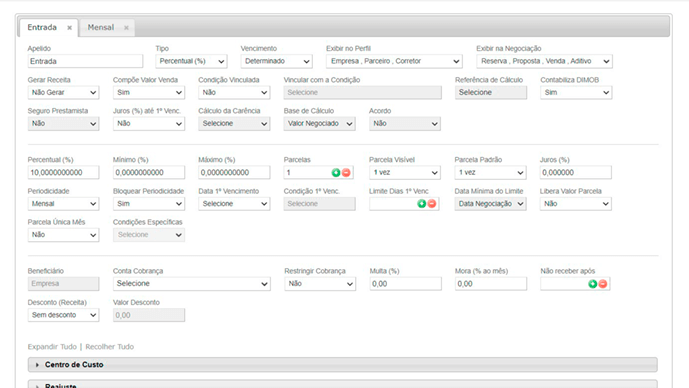 Entrada × Mensal ×
Apelido Tipo Vencimento Exibir no Perfil Exibir na Negociação
Entrada Percentual (%) Determinado Empresa , Parceiro , Corretor Reserva , Proposta , Venda , Aditivo
Gerar Receita Compõe Valor Venda Condição Vinculada Vincular com a Condição Referência de Cálculo Contabiliza DIMOB
Não Gerar Sim Não Selecione Selecione Sim
Seguro Prestamista Juros (%) até 1º Venc. Cálculo da Carência Base de Cálculo Acordo
Não Não Selecione Valor Negociado Não
Percentual (%) Mínimo (%) Máximo (%) Parcelas Parcela Visível Parcela Padrão Juros (%)
10,0000000000 0,0000000000 0,0000000000 1 1 vez 1 vez 0,000000
Periodicidade Bloquear Periodicidade Data 1º Vencimento Condição 1º Venc. Limite Dias 1º Venc Data Mínima do Limite Libera Valor Parcela
Mensal Sim Selecione Selecione Data Negociação Não
Parcela Única Mês Condições Específicas
Não Selecione
Beneficiário Conta Cobrança Restringir Cobrança Multa (%) Mora (% ao mês) Não receber após
Empresa Selecione Não 0,00 0,00
Desconto (Receita) Valor Desconto
Sem desconto 0,00
Expandir Tudo | Recolher Tudo
Centro de Custo
Reajuste